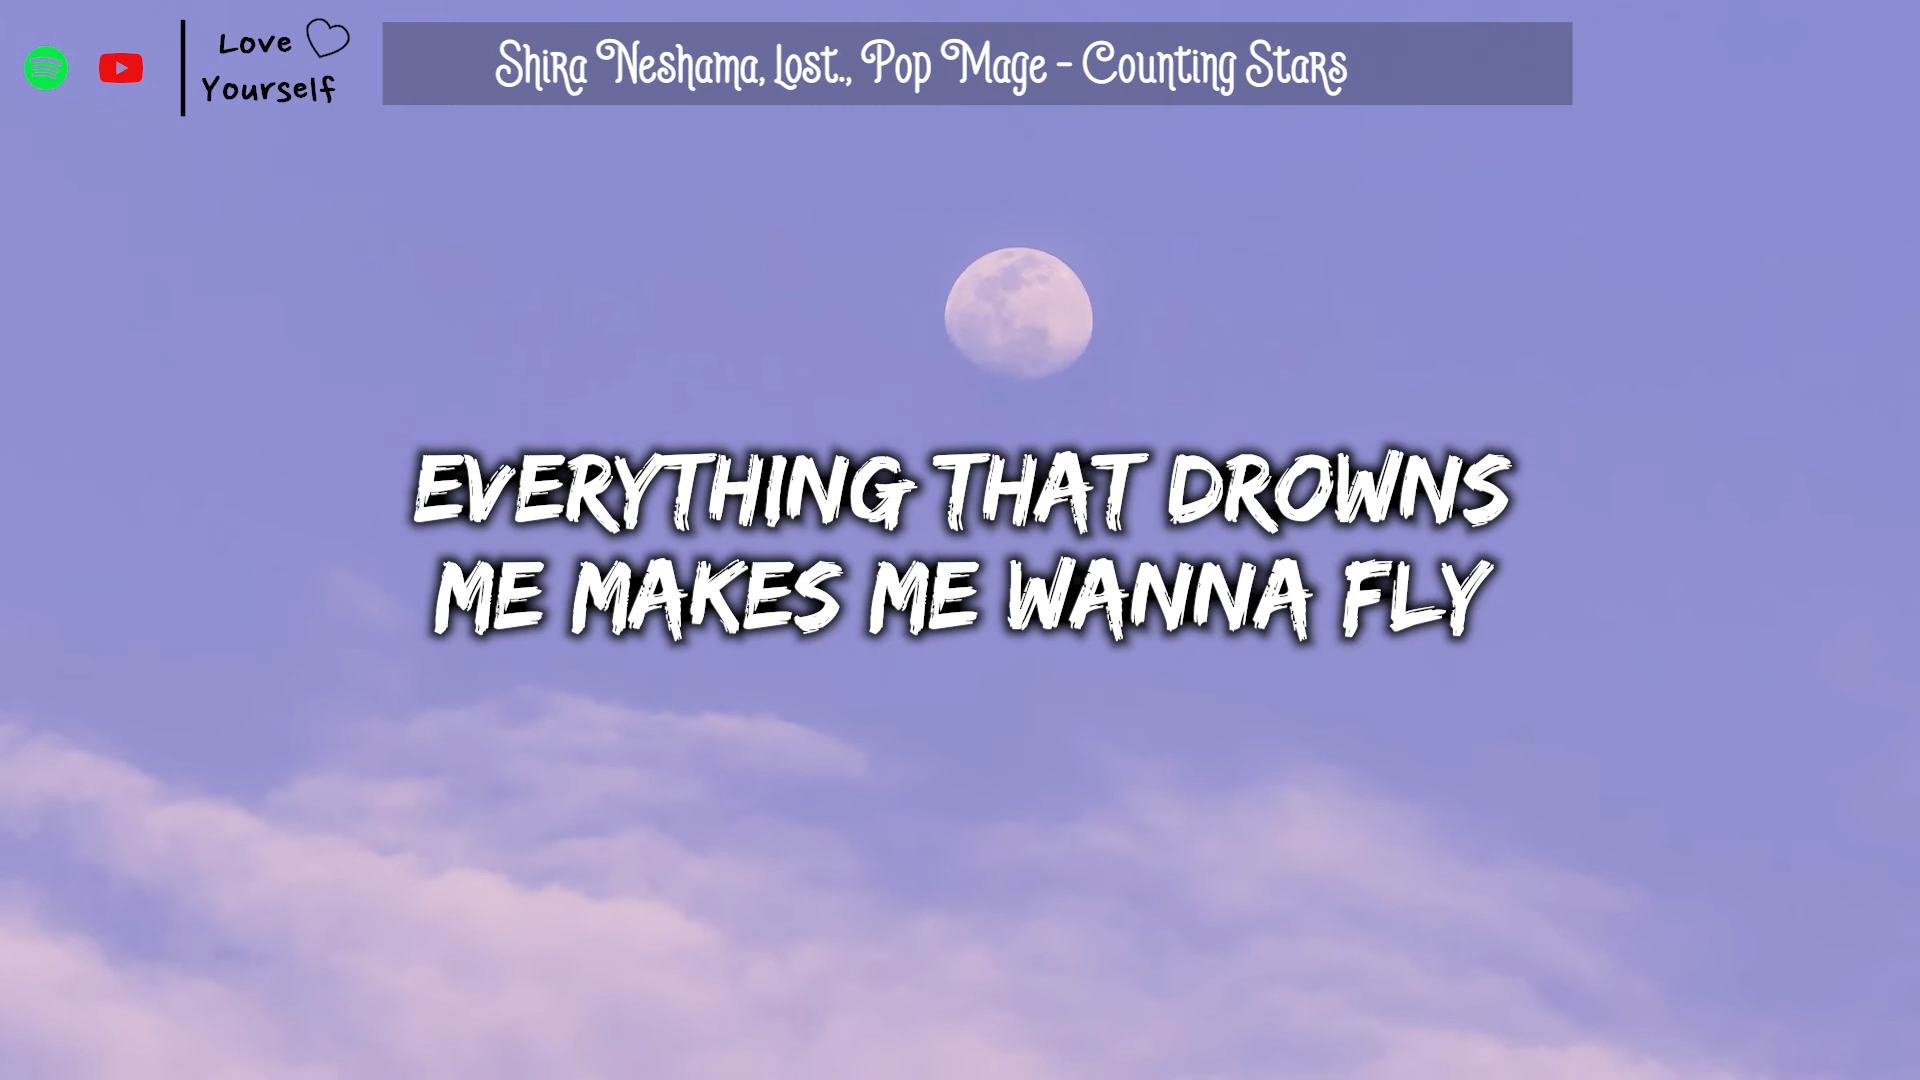 Love
Yourself
Shira Neshama, Lost., Pop Mage - Counting Stars
EVERYTHING THAT DROWNS
ME MAKES ME WANNA FLY